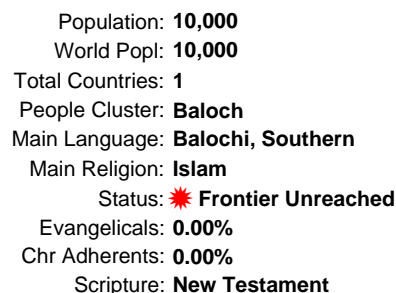 Population: 10,000
World Popl: 10,000
Total Countries: 1
People Cluster: Baloch
Main Language: Balochi, Southern
Main Religion: Islam
Status: Frontier Unreached
Evangelicals: 0.00%
Chr Adherents: 0.00%
Scripture: New Testament